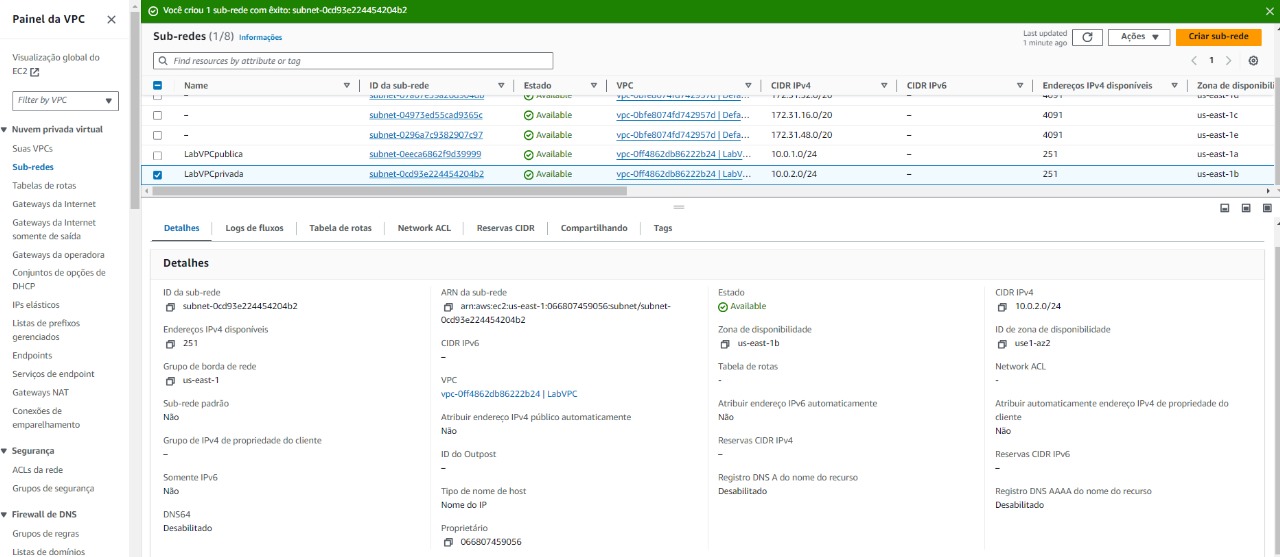 Painel da VPC
Visualização global do
EC2
Filter by VPC
Nuvem privada virtual
Suas VPCs
Sub-redes
Tabelas de rotas
Gateways da Internet
Gateways da Internet
somente de saída
Gateways da operadora
Conjuntos de opções de
DHCP
IPs elásticos
Listas de prefixos
gerenciados
Endpoints
Serviços de endpoint
Gateways NAT
Conexões de
emparelhamento
Segurança
ACLs da rede
Grupos de segurança
Firewall de DNS
Grupos de regras
Listas de domínios
Você criou 1 sub-rede com êxito: subnet-0cd93e224454204b2
Sub-redes (1/8) Informações
Last updated
1 minute ago
Ações
Criar sub-rede
Find resources by attribute or tag
1
Name ID da sub-rede Estado VPC CIDR IPv4 CIDR IPv6 Endereços IPv4 disponíveis Zona de disponibili
– Available vpc-0bfe8074fd742957d | Defa... 172.31.32.0/20 – 4091 us-east-1d
– subnet-04973ed55cad9365c Available vpc-0bfe8074fd742957d | Defa... 172.31.16.0/20 – 4091 us-east-1c
– subnet-0296a7c9382907c97 Available vpc-0bfe8074fd742957d | Defa... 172.31.48.0/20 – 4091 us-east-1e
LabVPCpublica subnet-0eeca6862f9d39999 Available vpc-0ff4862db86222b24 | LabV... 10.0.1.0/24 – 251 us-east-1a
LabVPCprivada subnet-0cd93e224454204b2 Available vpc-0ff4862db86222b24 | LabV... 10.0.2.0/24 – 251 us-east-1b
Detalhes Logs de fluxos Tabela de rotas Network ACL Reservas CIDR Compartilhando Tags
Detalhes
ID da sub-rede
subnet-0cd93e224454204b2
Endereços IPv4 disponíveis
251
Grupo de borda de rede
us-east-1
Sub-rede padrão
Não
Grupo de IPv4 de propriedade do cliente
–
Somente IPv6
Não
DNS64
Desabilitado
ARN da sub-rede
arn:aws:ec2:us-east-1:066807459056:subnet/subnet-
0cd93e224454204b2
CIDR IPv6
–
VPC
vpc-0ff4862db86222b24 | LabVPC
Atribuir endereço IPv4 público automaticamente
Não
ID do Outpost
–
Tipo de nome de host
Nome do IP
Proprietário
066807459056
Estado
Available
Zona de disponibilidade
us-east-1b
Tabela de rotas
-
Atribuir endereço IPv6 automaticamente
Não
Reservas CIDR IPv4
–
Registro DNS A do nome do recurso
Desabilitado
CIDR IPv4
10.0.2.0/24
ID de zona de disponibilidade
use1-az2
Network ACL
-
Atribuir automaticamente endereço IPv4 de propriedade do
cliente
Não
Reservas CIDR IPv6
–
Registro DNS AAAA do nome do recurso
Desabilitado